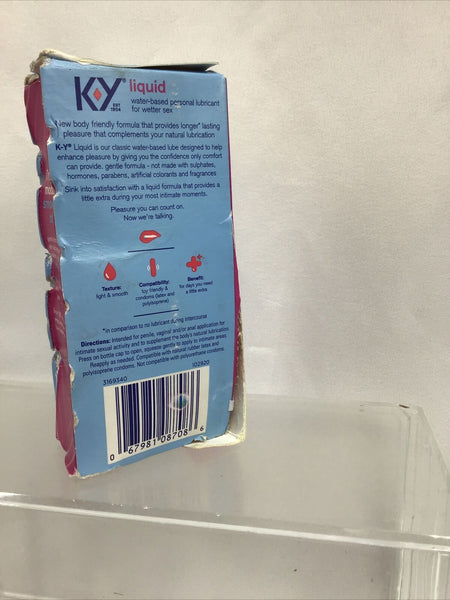 K-Y® liquid
EST. 1904
water-based personal lubricant
for wetter sex
New body friendly formula that provides longer* lasting
pleasure that complements your natural lubrication
K-Y® Liquid is our classic water-based lube designed to help
enhance pleasure by giving you the confidence only comfort
can provide. gentle formula - not made with sulphates,
hormones, parabens, artificial colorants and fragrances
Sink into satisfaction with a liquid formula that provides a
little extra during your most intimate moments.
Pleasure you can count on.
Now we're talking.
Texture:
light & smooth
Compatibility:
toy friendly &
condoms (latex and
polyisoprene)
Benefit:
for days you need
a little extra
*in comparison to no lubricant during intercourse
Directions: Intended for penile, vaginal and/or anal application for
intimate sexual activity and to supplement the body's natural lubrication.
Press on bottle cap to open, squeeze gently to apply to intimate areas.
Reapply as needed. Compatible with natural rubber latex and
polyisoprene condoms. Not compatible with polyurethane condoms.
3169340 102920
0 67981 08708 6